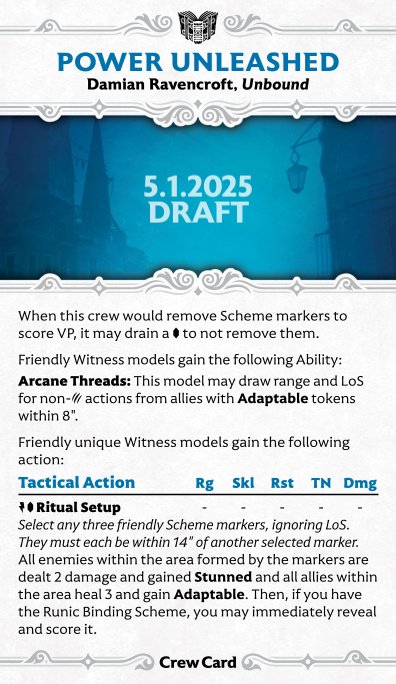 POWER UNLEASHED
Damian Ravencroft, Unbound
5.1.2025
DRAFT
When this crew would remove Scheme markers to
score VP, it may drain a to not remove them.
Friendly Witness models gain the following Ability:
Arcane Threads: This model may draw range and LoS
for non- actions from allies with Adaptable tokens
within 8".
Friendly unique Witness models gain the following
action:
Tactical Action Rg Skl Rst TN Dmg
Ritual Setup - - - - -
Select any three friendly Scheme markers, ignoring LoS.
They must each be within 14" of another selected marker.
All enemies within the area formed by the markers are
dealt 2 damage and gained Stunned and all allies within
the area heal 3 and gain Adaptable. Then, if you have
the Runic Binding Scheme, you may immediately reveal
and score it.
Crew Card